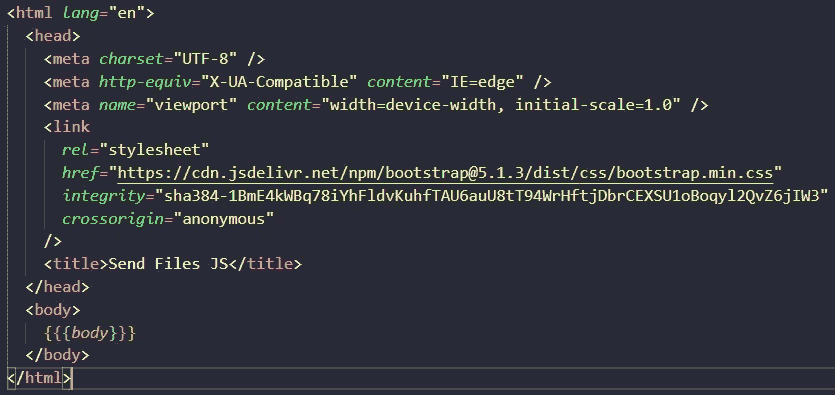 <html lang="en">
<head>
<meta charset="UTF-8" />
<meta http-equiv="X-UA-Compatible" content="IE=edge" />
<meta name="viewport" content="width=device-width, initial-scale=1.0" />
<link
rel="stylesheet"
href="https://cdn.jsdelivr.net/npm/bootstrap@5.1.3/dist/css/bootstrap.min.css"
integrity="sha384-1BmE4kWBq78iYhFldvKuhfTAU6auU8tT94WrHftjDbrCEXSU1oBoqyl2QvZ6jIW3"
crossorigin="anonymous"
/>
<title>Send Files JS</title>
</head>
<body>
{{{body}}}
</body>
</html>